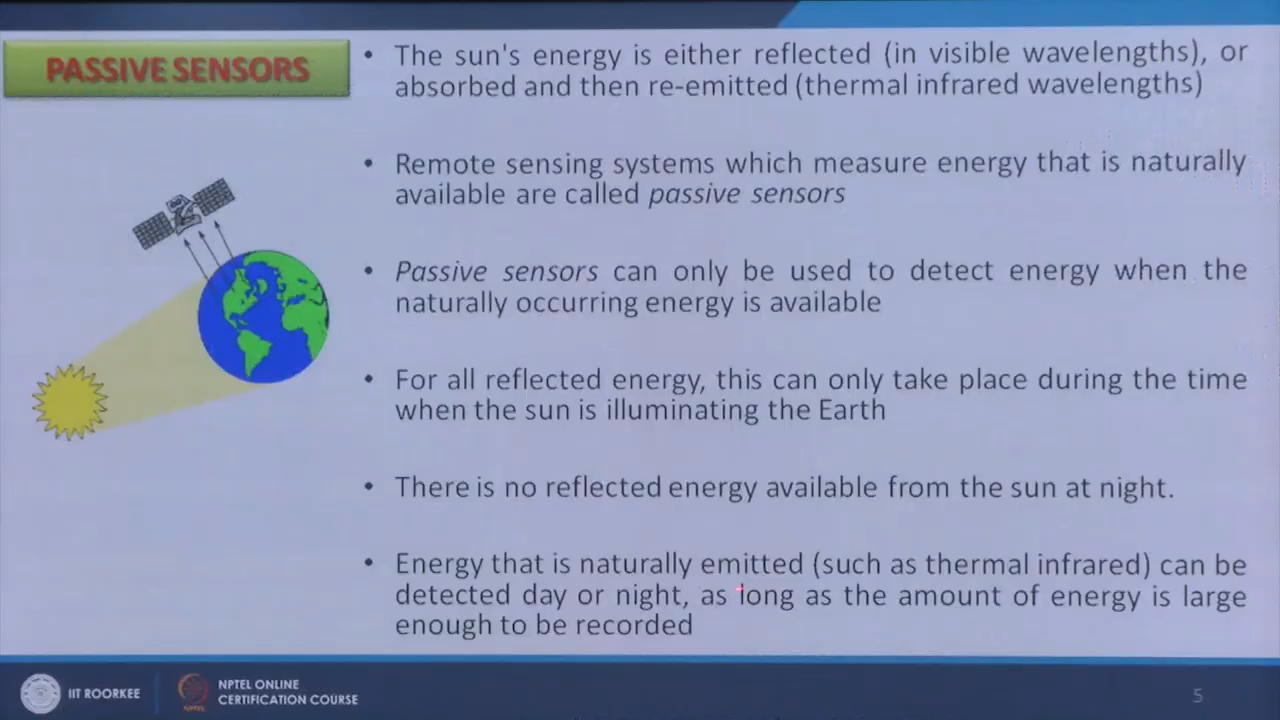 PASSIVE SENSORS
• The sun's energy is either reflected (in visible wavelengths), or
absorbed and then re-emitted (thermal infrared wavelengths)
• Remote sensing systems which measure energy that is naturally
available are called passive sensors
• Passive sensors can only be used to detect energy when the
naturally occurring energy is available
• For all reflected energy, this can only take place during the time
when the sun is illuminating the Earth
• There is no reflected energy available from the sun at night.
• Energy that is naturally emitted (such as thermal infrared) can be
detected day or night, as long as the amount of energy is large
enough to be recorded
IIT ROORKEE
NPTEL
NPTEL ONLINE
CERTIFICATION COURSE
5